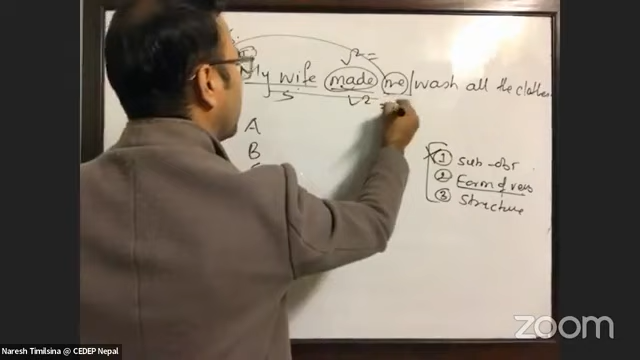 V2 =
My wife made me / wash all the clothes
S V2 =
A
B
① sub-obj
② Form of verb
③ Structure
zoom
Naresh Timilsina @ CEDEP Nepal